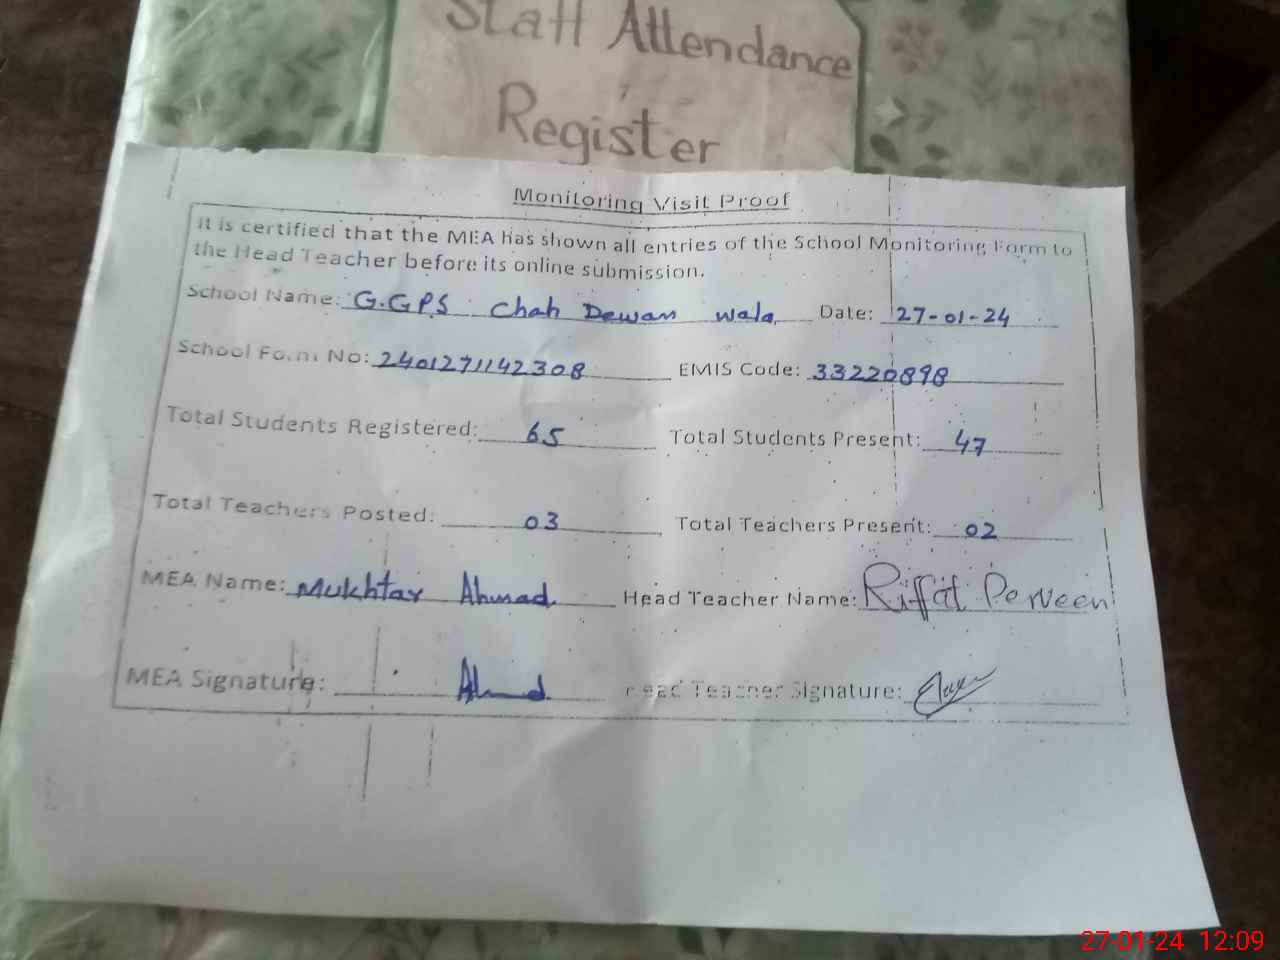 Staff Attendance
Register
Monitoring Visit Proof
It is certified that the MEA has shown all entries of the School Monitoring Form to
the Head Teacher before its online submission.
School Name: G.GPS Chah Dewan wala Date: 27-01-24
School Form No: 2401271142308 EMIS Code: 33220898
Total Students Registered: 65 Total Students Present: 47
Total Teachers Posted: 03 Total Teachers Present: 02
MEA Name: Mukhtar Ahmad Head Teacher Name: Riffat Perveen
MEA Signature: Ahmad Head Teacher Signature:
27-01-24 12:09